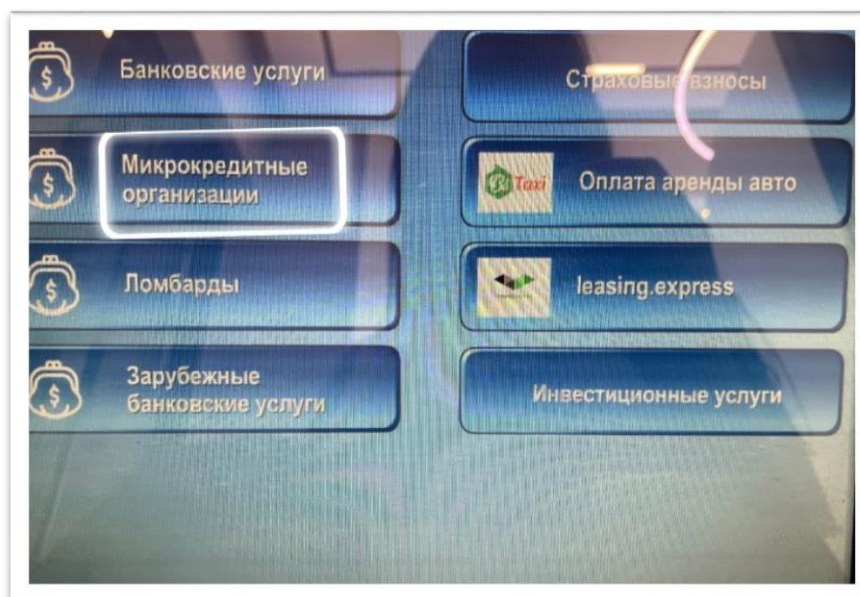 Банковские услуги
Страховые взносы
Микрокредитные
организации
Taxi
Оплата аренды авто
Ломбарды
leasing.express
Зарубежные
банковские услуги
Инвестиционные услуги